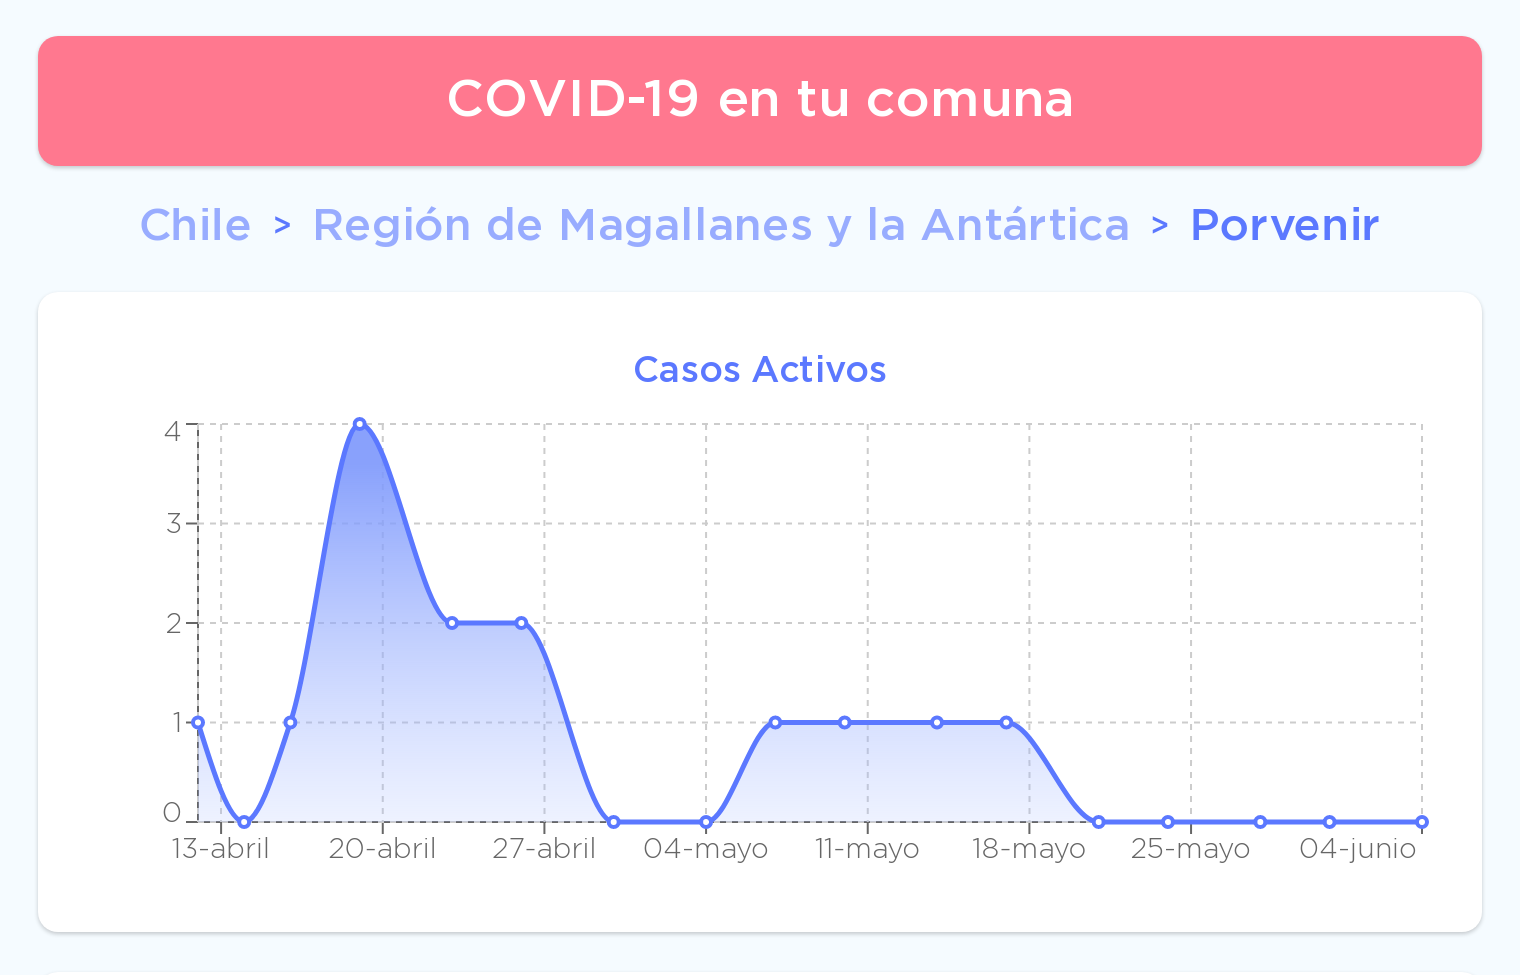 COVID-19 en tu comuna
Chile > Región de Magallanes y la Antártica > Porvenir
Casos Activos
4
3
2
1
0
13-abril 20-abril 27-abril 04-mayo 11-mayo 18-mayo 25-mayo 04-junio